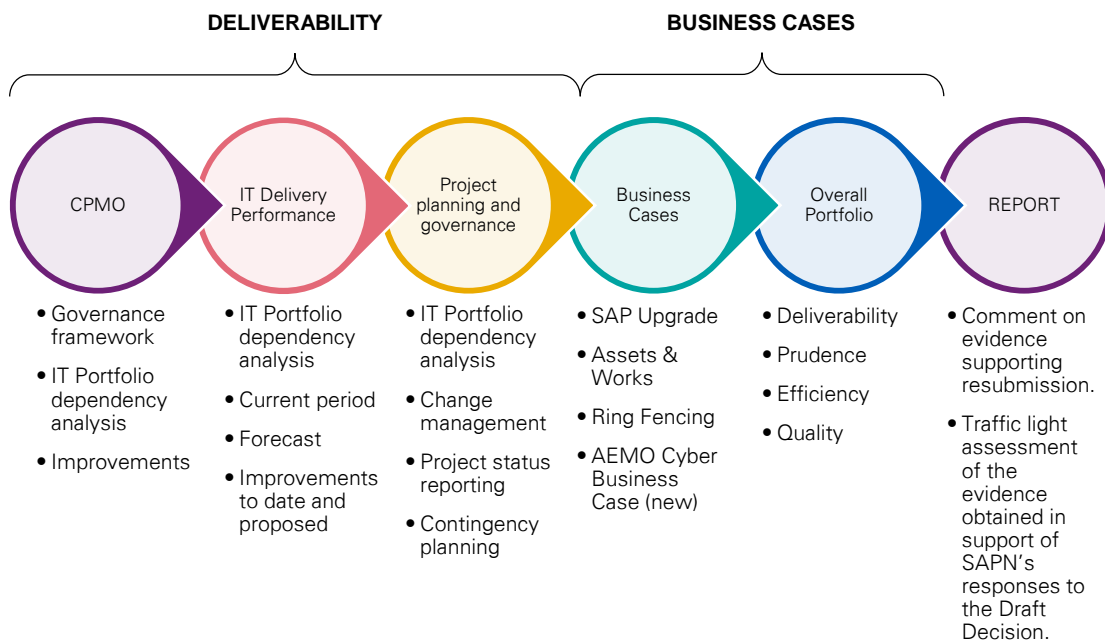 DELIVERABILITY
BUSINESS CASES
CPMO
IT Delivery
Performance
Project
planning and
governance
Business
Cases
Overall
Portfolio
REPORT
• Governance
framework
• IT Portfolio
dependency
analysis
• Improvements
• IT Portfolio
dependency
analysis
• Current period
• Forecast
• Improvements
to date and
proposed
• IT Portfolio
dependency
analysis
• Change
management
• Project status
reporting
• Contingency
planning
• SAP Upgrade
• Assets &
Works
• Ring Fencing
• AEMO Cyber
Business
Case (new)
• Deliverability
• Prudence
• Efficiency
• Quality
• Comment on
evidence
supporting
resubmission.
• Traffic light
assessment
of the
evidence
obtained in
support of
SAPN’s
responses to
the Draft
Decision.